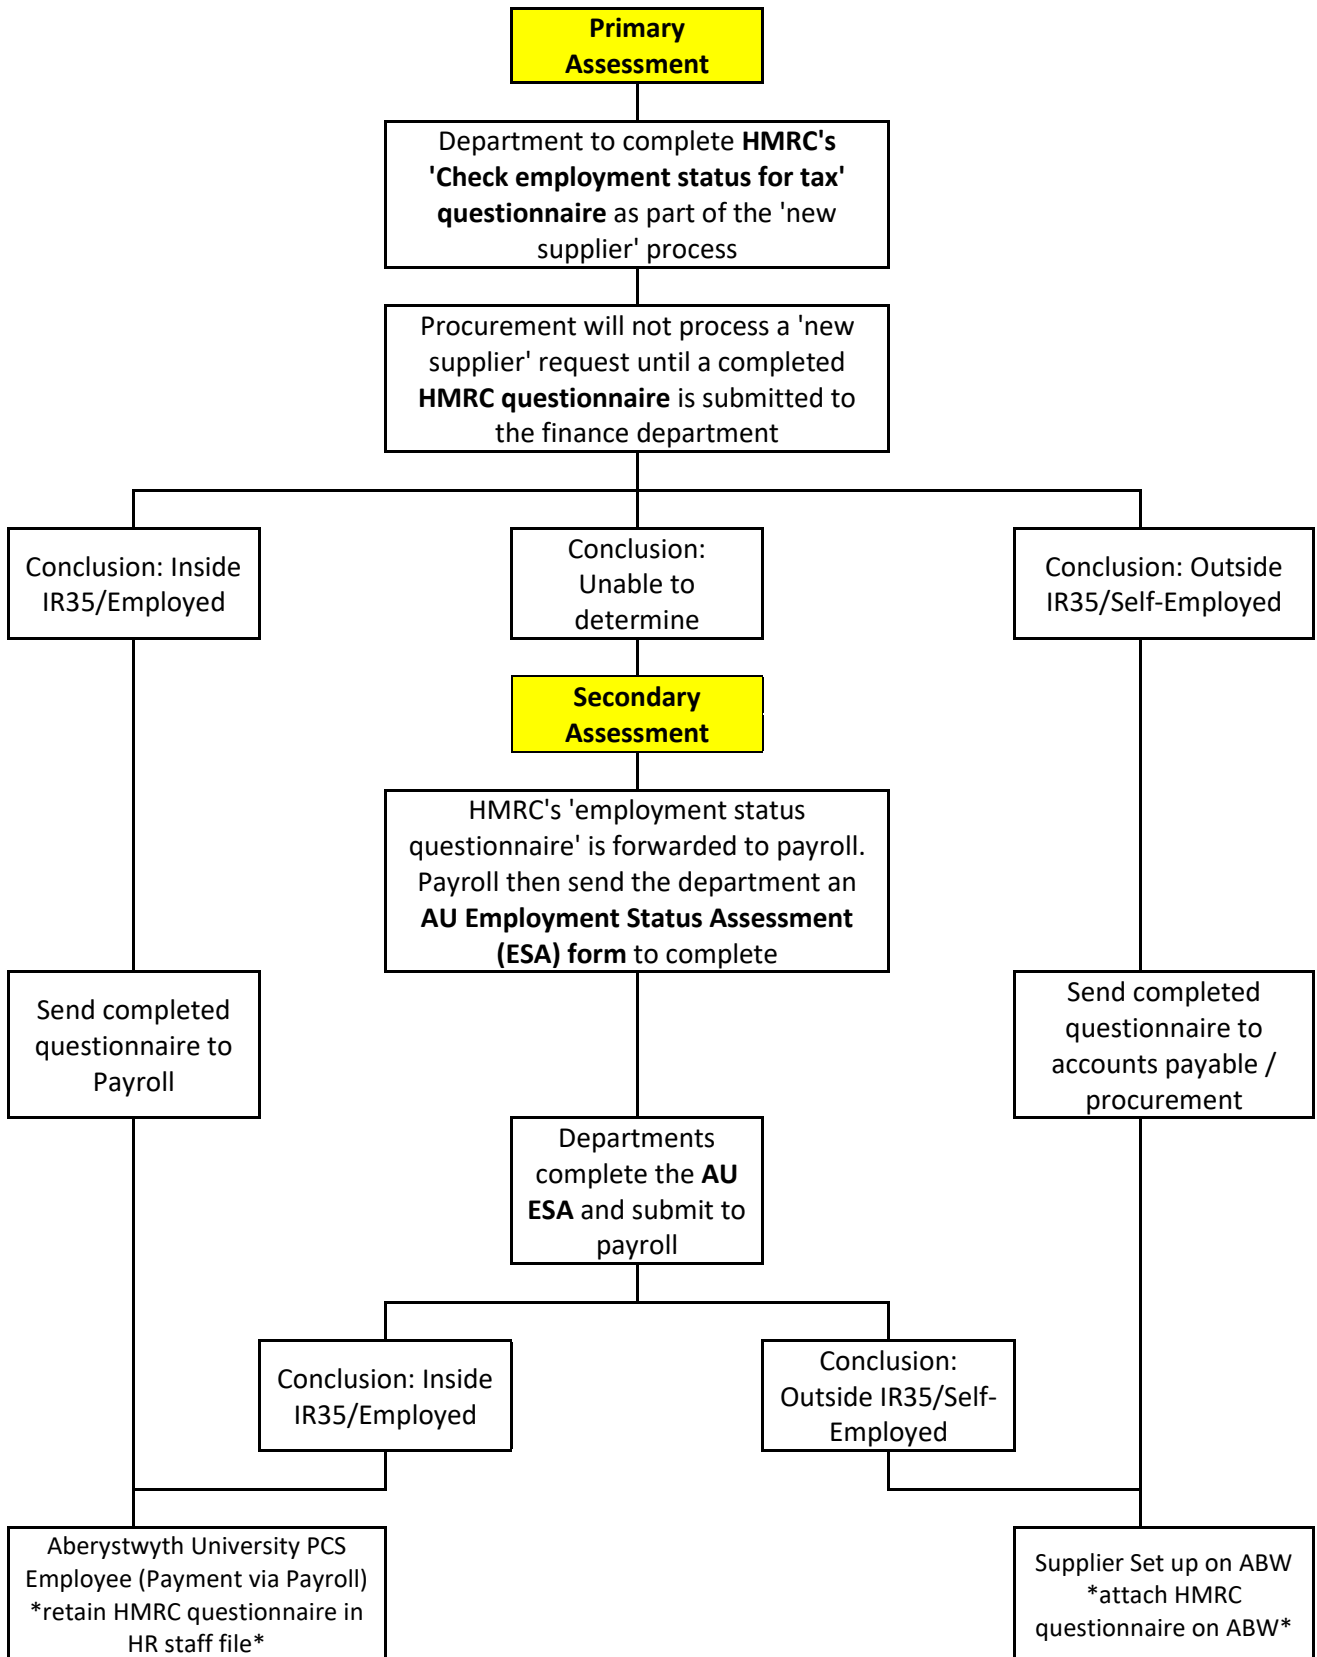 Primary
Assessment
Department to complete HMRC's
'Check employment status for tax'
questionnaire as part of the 'new
supplier' process
Procurement will not process a 'new
supplier' request until a completed
HMRC questionnaire is submitted to
the finance department
Conclusion: Inside
IR35/Employed
Conclusion:
Unable to
determine
Conclusion: Outside
IR35/Self-Employed
Secondary
Assessment
HMRC's 'employment status
questionnaire' is forwarded to payroll.
Payroll then send the department an
AU Employment Status Assessment
(ESA) form to complete
Send completed
questionnaire to
Payroll
Send completed
questionnaire to
accounts payable /
procurement
Departments
complete the AU
ESA and submit to
payroll
Conclusion: Inside
IR35/Employed
Conclusion:
Outside IR35/Self-
Employed
Aberystwyth University PCS
Employee (Payment via Payroll)
*retain HMRC questionnaire in
HR staff file*
Supplier Set up on ABW
*attach HMRC
questionnaire on ABW*